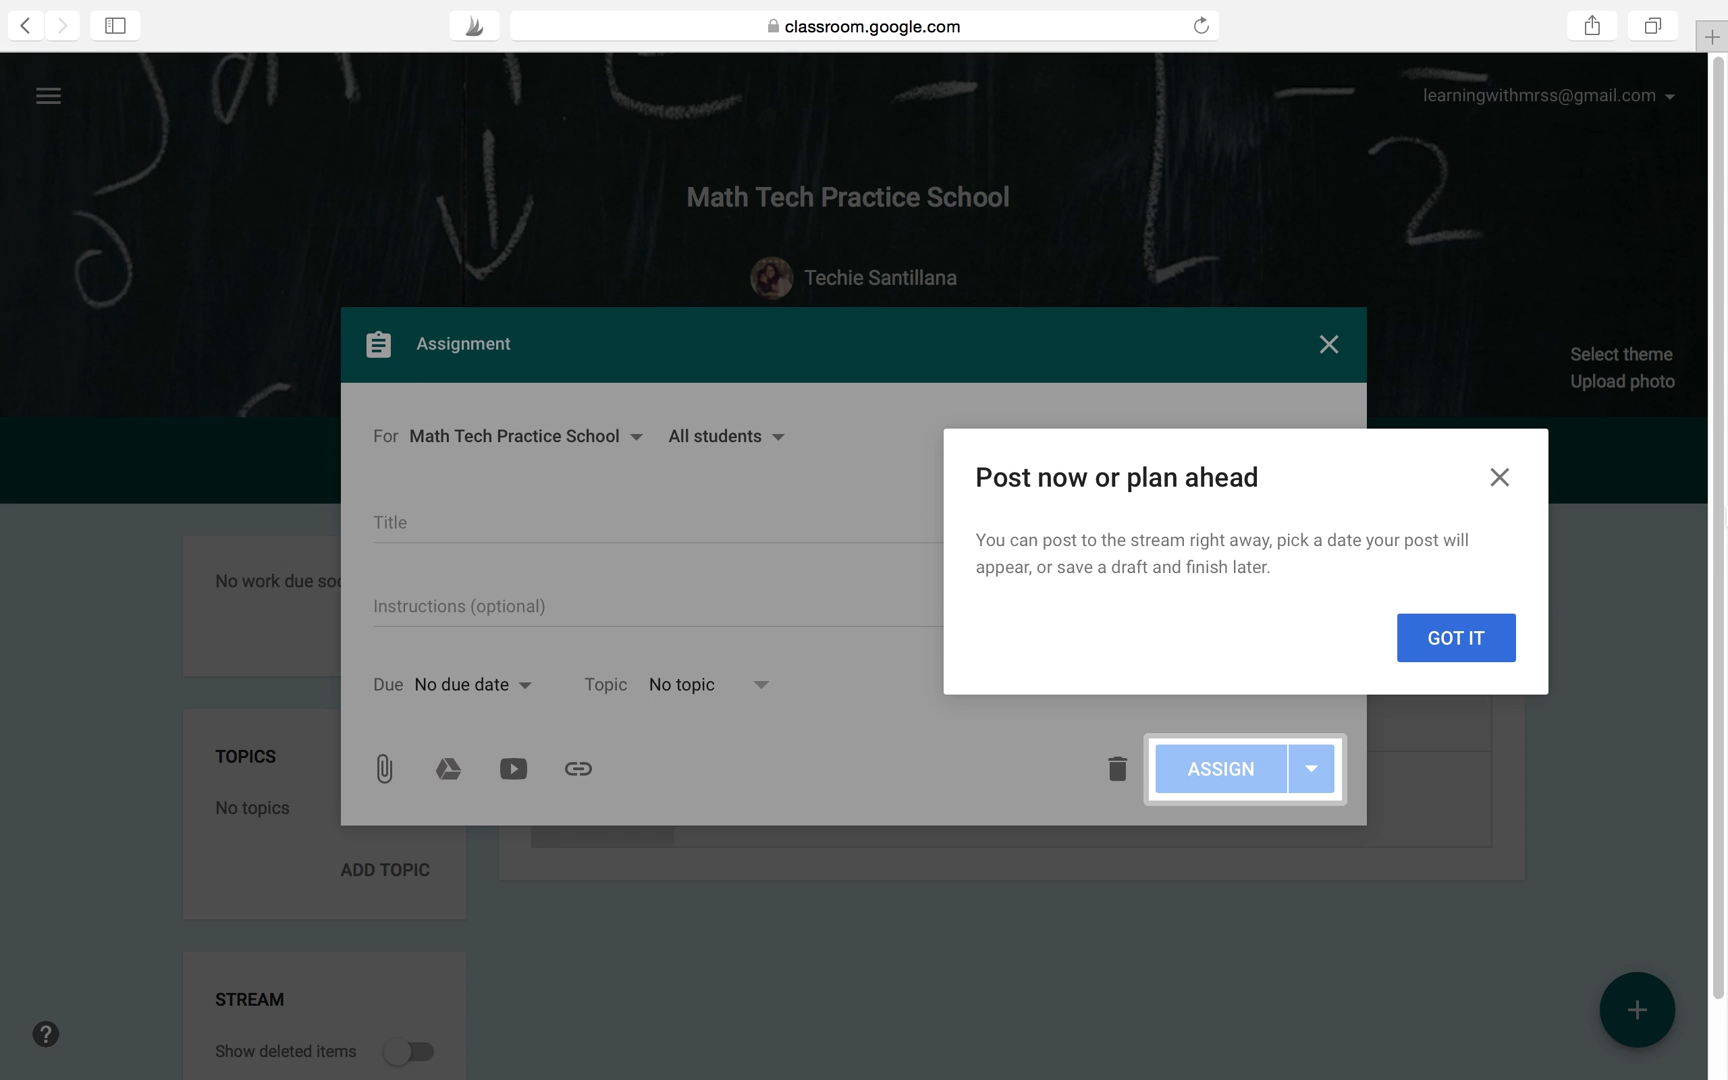 classroom.google.com
learningwithmrss@gmail.com
Math Tech Practice School
Techie Santillana
Select theme
Upload photo
Assignment
For Math Tech Practice School All students
Title
Instructions (optional)
Due No due date Topic No topic
ASSIGN
Post now or plan ahead
You can post to the stream right away, pick a date your post will
appear, or save a draft and finish later.
GOT IT
No work due
TOPICS
No topics
ADD TOPIC
STREAM
Show deleted items
2
?